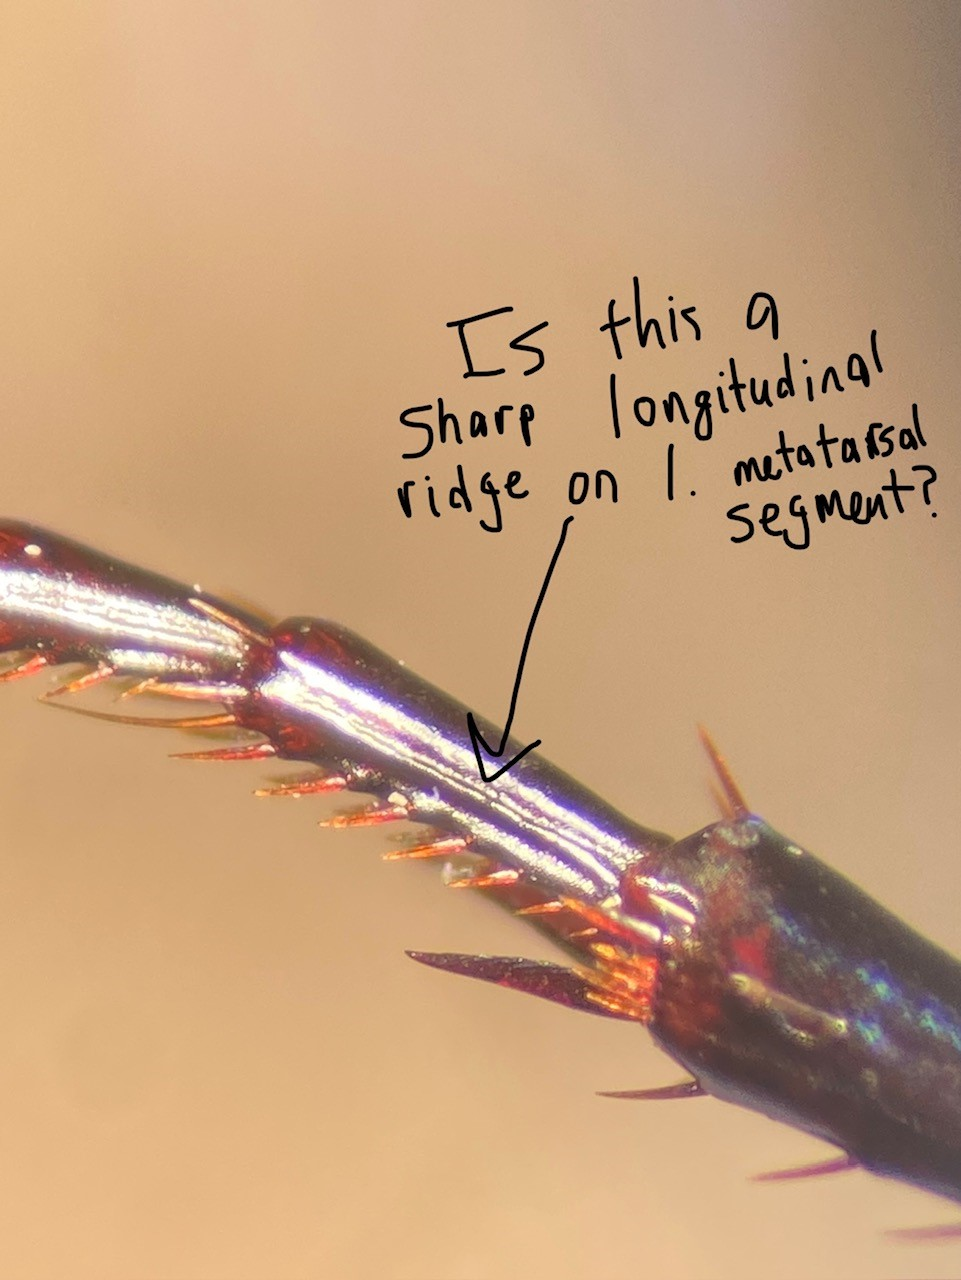 Is this a
sharp longitudinal
ridge on 1. metatarsal
segment?